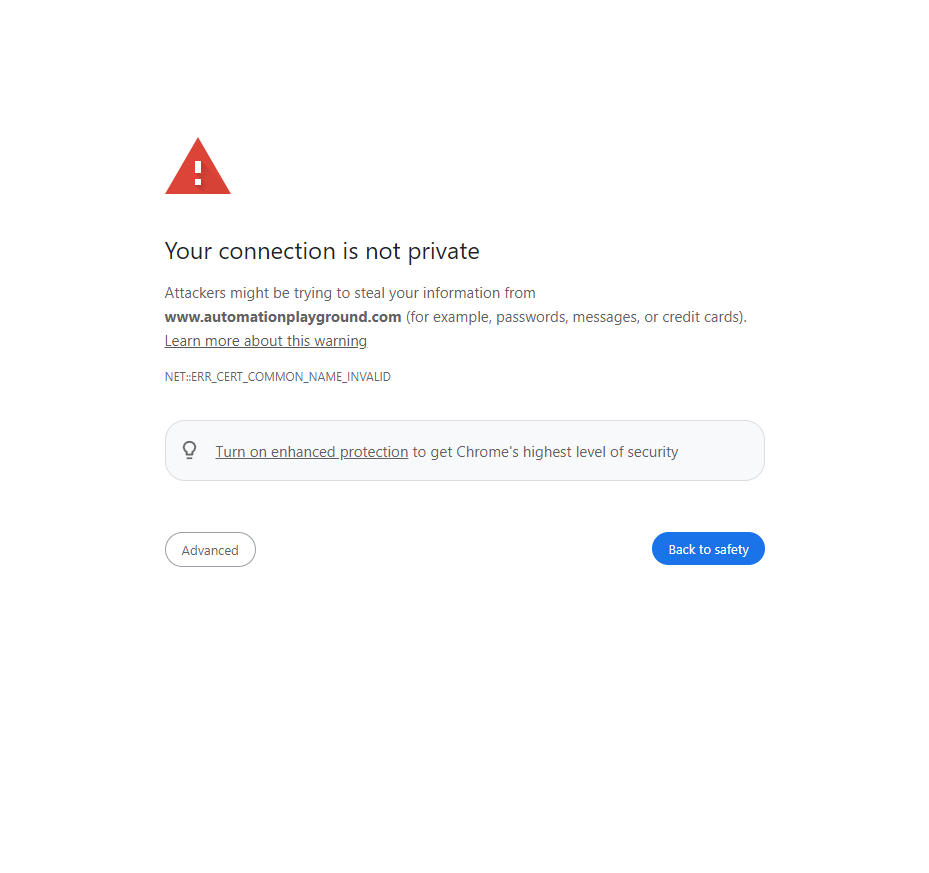 Your connection is not private
Attackers might be trying to steal your information from
www.automationplayground.com (for example, passwords, messages, or credit cards).
Learn more about this warning
NET::ERR_CERT_COMMON_NAME_INVALID
Turn on enhanced protection to get Chrome's highest level of security
Advanced
Back to safety